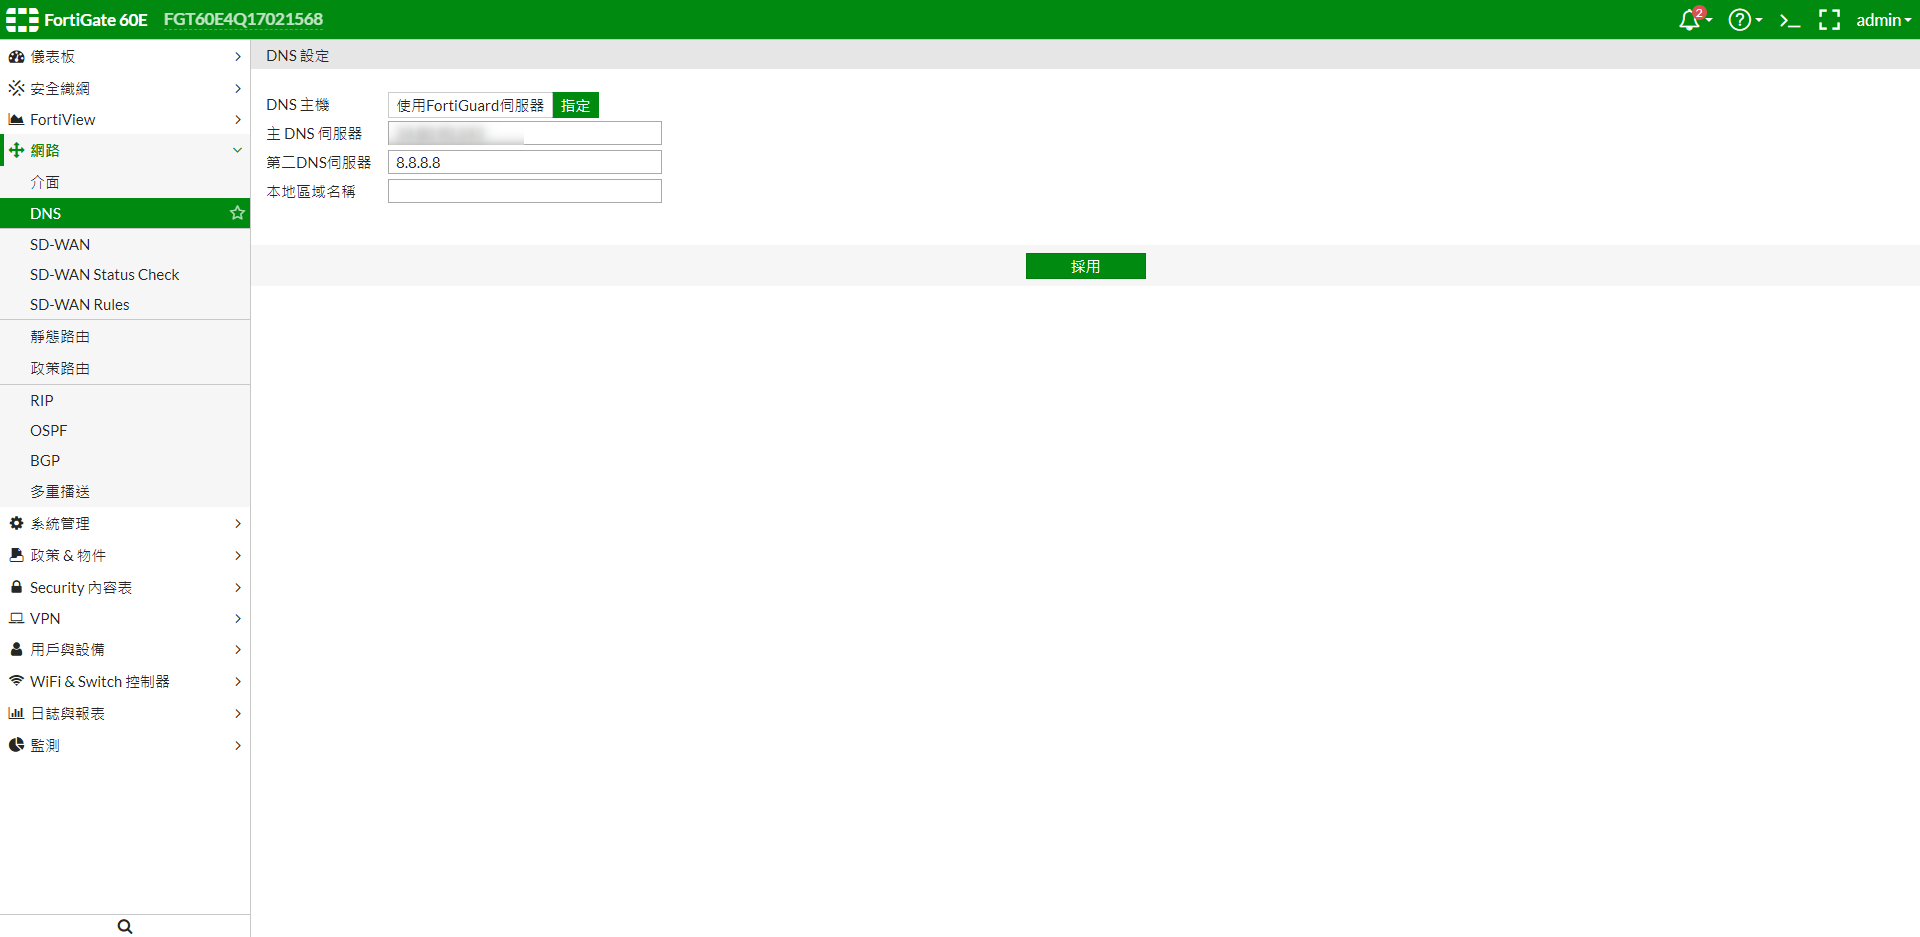 FortiGate 60E FGT60E4Q17021568 2 admin
儀表板
安全織網
FortiView
網路
介面
DNS
SD-WAN
SD-WAN Status Check
SD-WAN Rules
靜態路由
政策路由
RIP
OSPF
BGP
多重播送
系統管理
政策 & 物件
Security 內容表
VPN
用戶與設備
WiFi & Switch 控制器
日誌與報表
監測
DNS 設定
DNS 主機 使用FortiGuard伺服器 指定
主 DNS 伺服器
第二DNS伺服器 8.8.8.8
本地區域名稱
採用